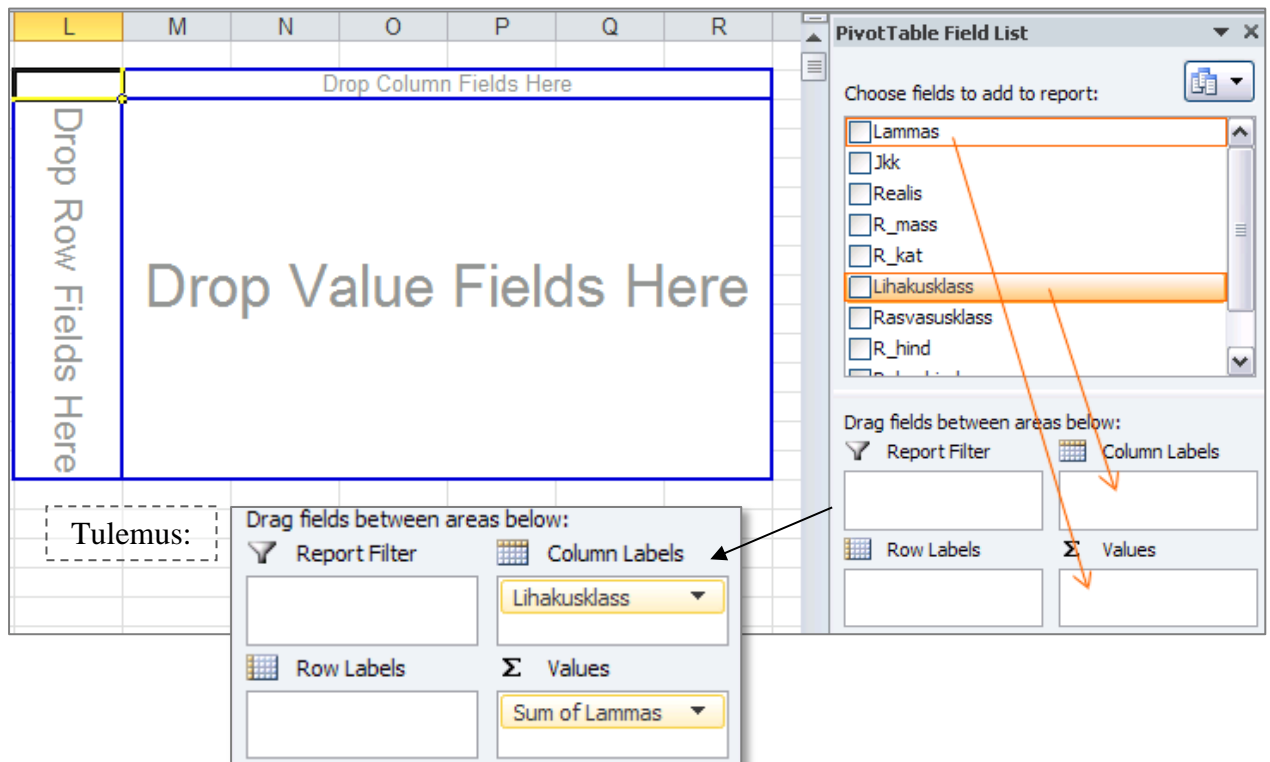 L M N O P Q R
Drop Column Fields Here
Drop Row Fields Here
Drop Value Fields Here
PivotTable Field List
Choose fields to add to report:
Lammas
Jkk
Realis
R_mass
R_kat
Lihakusklass
Rasvasusklass
R_hind
Drag fields between areas below:
Report Filter
Column Labels
Row Labels
Σ Values
Tulemus:
Drag fields between areas below:
Report Filter
Column Labels
Lihakusklass
Row Labels
Σ Values
Sum of Lammas